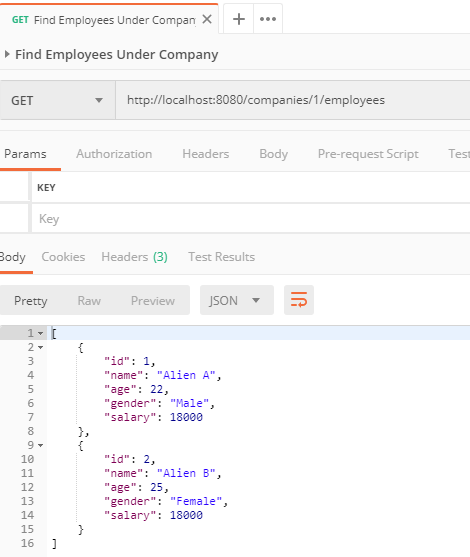 GET Find Employees Under Compan
Find Employees Under Company
GET http://localhost:8080/companies/1/employees
Params Authorization Headers Body Pre-request Script Test
KEY
Key
Body Cookies Headers (3) Test Results
Pretty Raw Preview JSON
1 [
2 {
3 "id": 1,
4 "name": "Alien A",
5 "age": 22,
6 "gender": "Male",
7 "salary": 18000
8 },
9 {
10 "id": 2,
11 "name": "Alien B",
12 "age": 25,
13 "gender": "Female",
14 "salary": 18000
15 }
16 ]